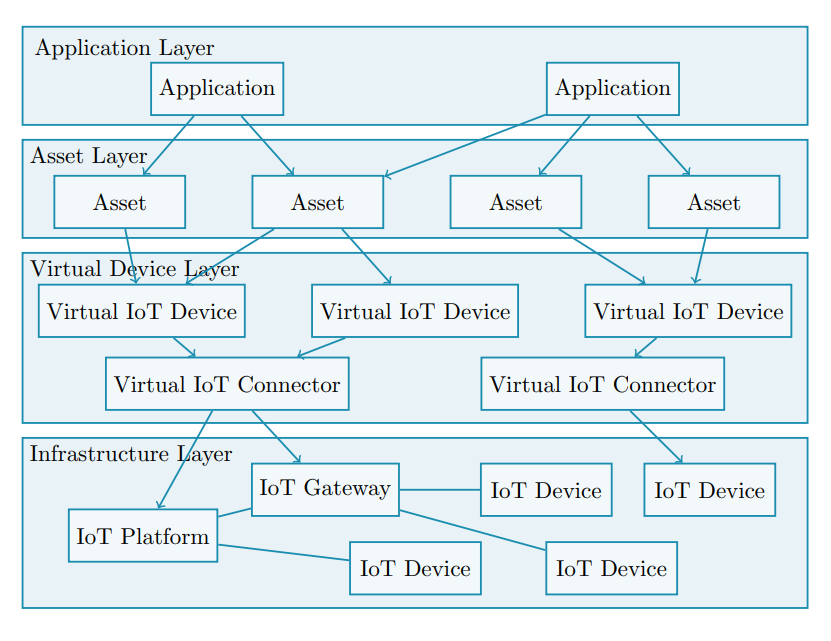 Application Layer
Application
Application
Asset Layer
Asset
Asset
Asset
Asset
Virtual Device Layer
Virtual IoT Device
Virtual IoT Device
Virtual IoT Device
Virtual IoT Connector
Virtual IoT Connector
Infrastructure Layer
IoT Gateway
IoT Device
IoT Device
IoT Platform
IoT Device
IoT Device